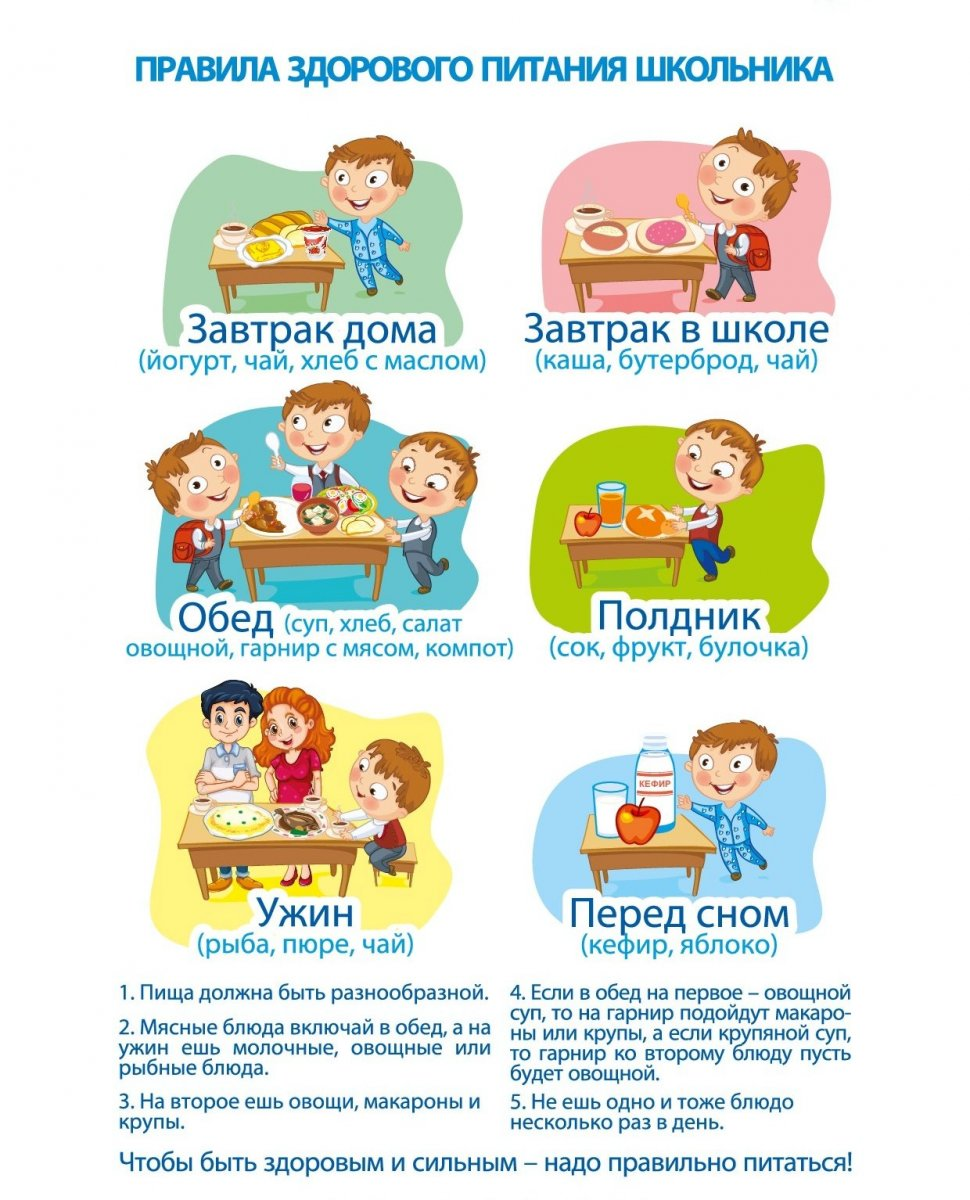 ПРАВИЛА ЗДОРОВОГО ПИТАНИЯ ШКОЛЬНИКА
Завтрак дома
(йогурт, чай, хлеб с маслом)
Завтрак в школе
(каша, бутерброд, чай)
Обед (суп, хлеб, салат
овощной, гарнир с мясом, компот)
Полдник
(сок, фрукт, булочка)
Ужин
(рыба, пюре, чай)
КЕФИР
Перед сном
(кефир, яблоко)
1. Пища должна быть разнообразной.
2. Мясные блюда включай в обед, а на
ужин ешь молочные, овощные или
рыбные блюда.
3. На второе ешь овощи, макароны и
крупы.
4. Если в обед на первое – овощной
суп, то на гарнир подойдут макаро-
ны или крупы, а если крупяной суп,
то гарнир ко второму блюду пусть
будет овощной.
5. Не ешь одно и тоже блюдо
несколько раз в день.
Чтобы быть здоровым и сильным – надо правильно питаться!